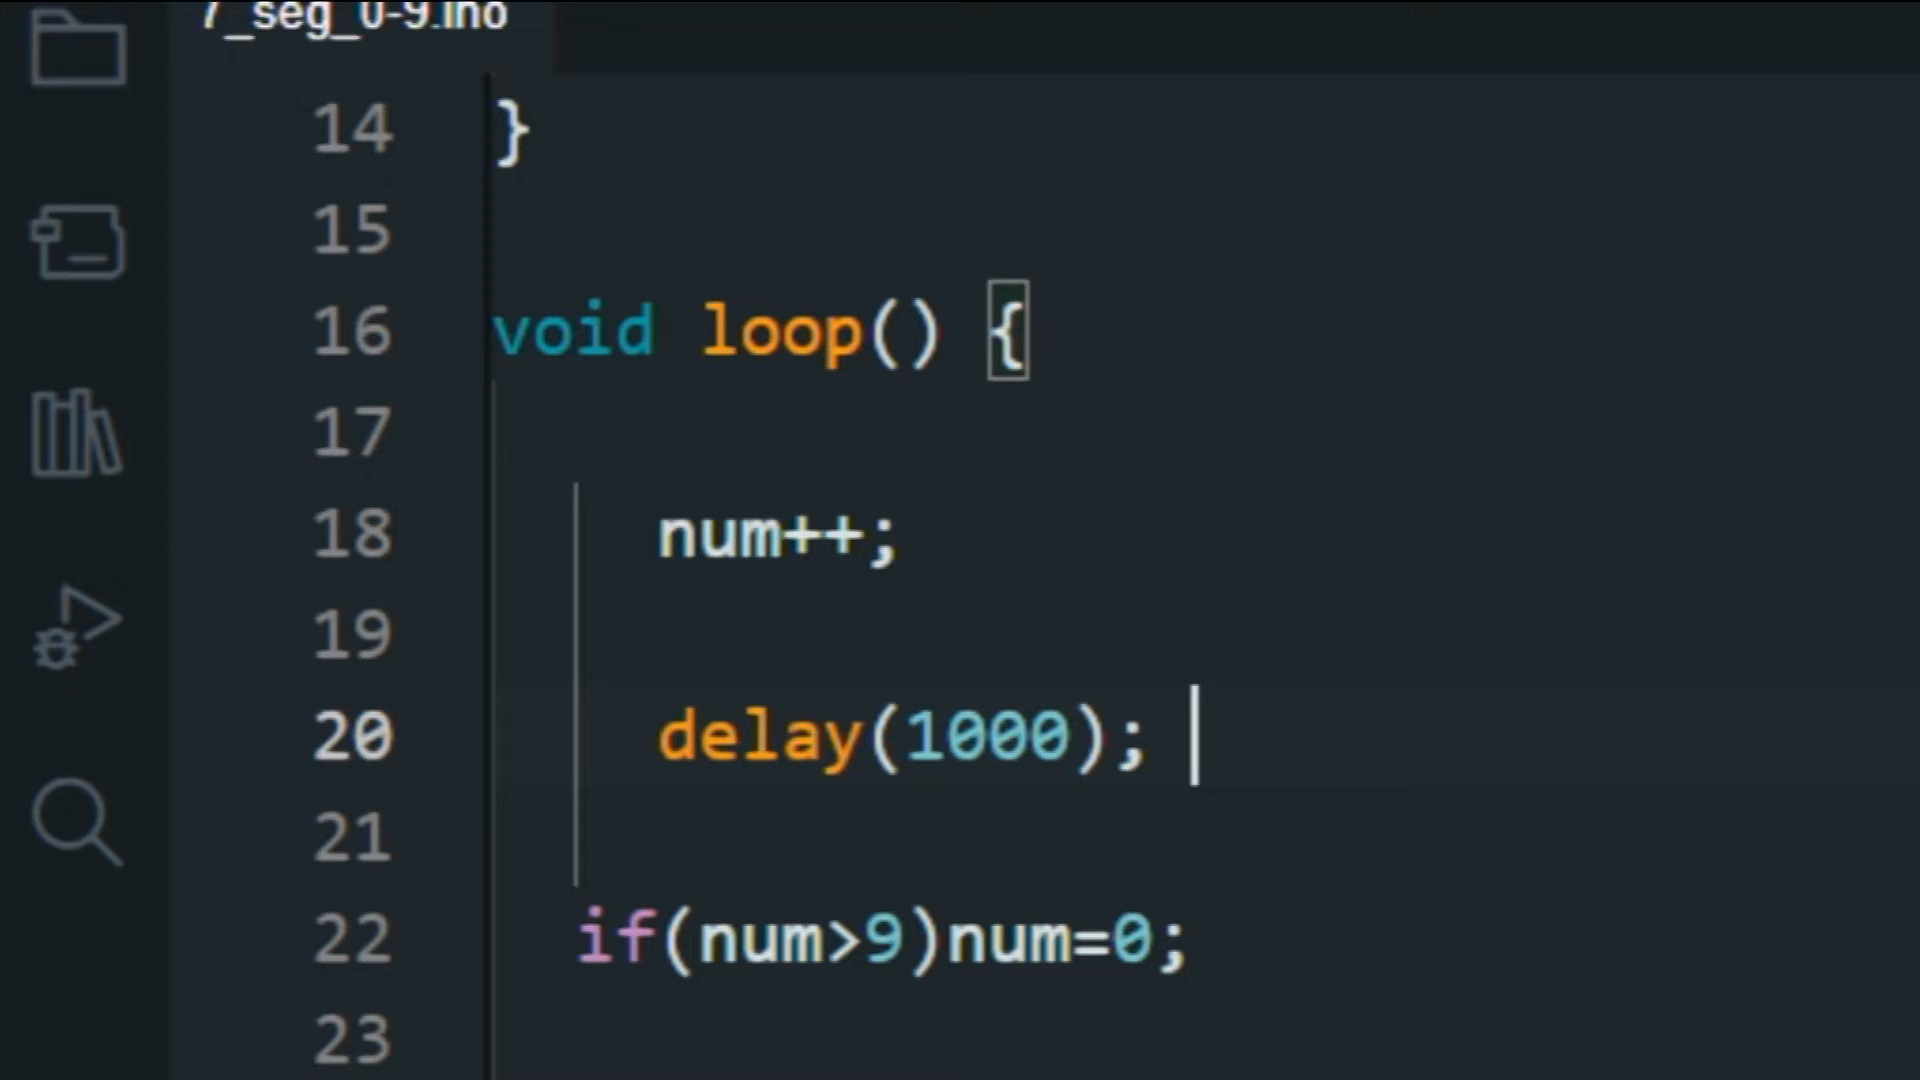 7_seg_0-9.ino
14 }
15
16 void loop() {
17
18 num++;
19
20 delay(1000);
21
22 if(num>9)num=0;
23